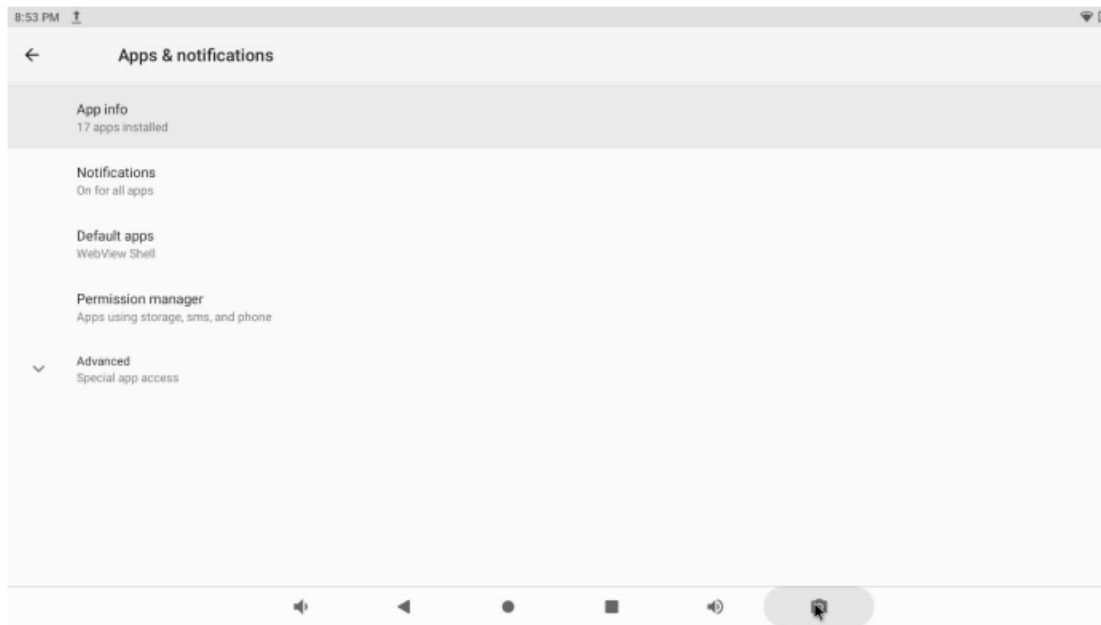 8:53 PM
Apps & notifications
App info
17 apps installed
Notifications
On for all apps
Default apps
WebView Shell
Permission manager
Apps using storage, sms, and phone
Advanced
Special app access